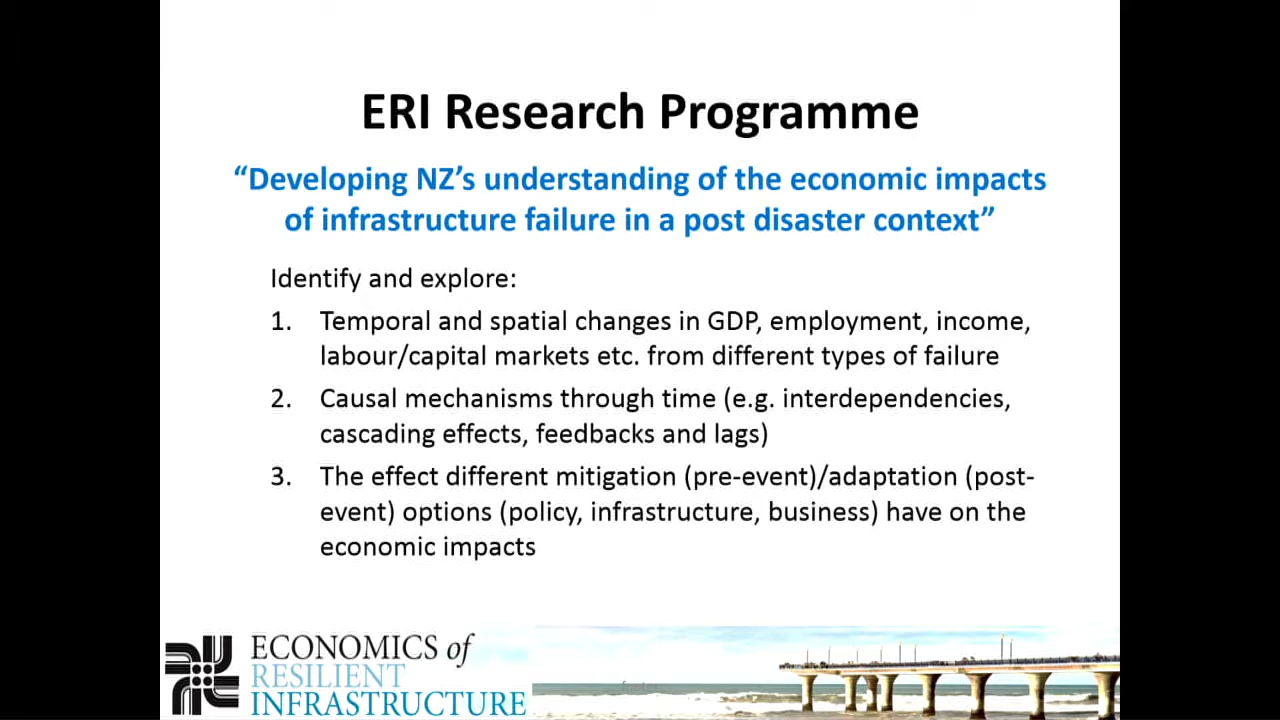 ERI Research Programme
“Developing NZ’s understanding of the economic impacts
of infrastructure failure in a post disaster context”
Identify and explore:
1. Temporal and spatial changes in GDP, employment, income,
labour/capital markets etc. from different types of failure
2. Causal mechanisms through time (e.g. interdependencies,
cascading effects, feedbacks and lags)
3. The effect different mitigation (pre-event)/adaptation (post-
event) options (policy, infrastructure, business) have on the
economic impacts
ECONOMICS of
RESILIENT
INFRASTRUCTURE